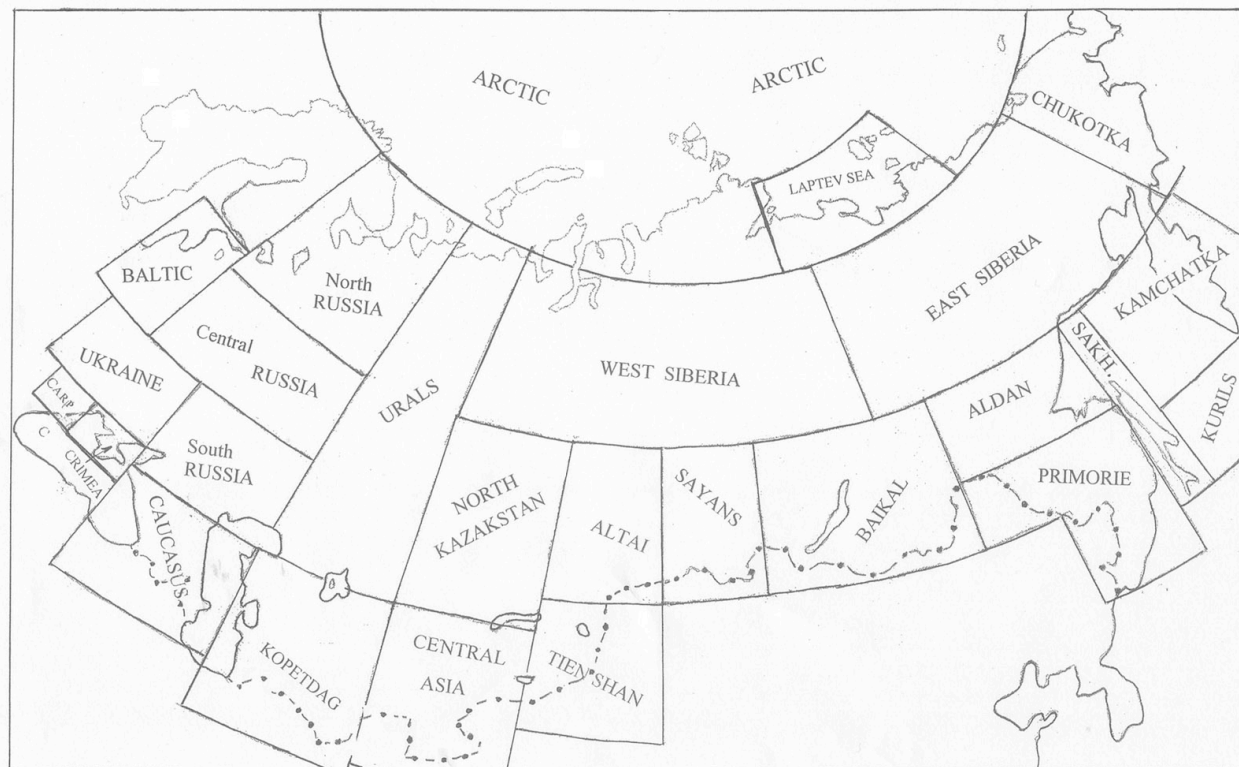 ARCTIC
ARCTIC
CHUKOTKA
LAPTEV SEA
BALTIC
North
RUSSIA
EAST SIBERIA
KAMCHATKA
UKRAINE
Central
RUSSIA
URALS
WEST SIBERIA
SAKH.
ALDAN
KURILS
CARP
C
CRIMEA
South
RUSSIA
CAUCASUS
NORTH
KAZAKSTAN
ALTAI
SAYANS
BAIKAL
PRIMORIE
KOPETDAG
CENTRAL
ASIA
TIEN SHAN